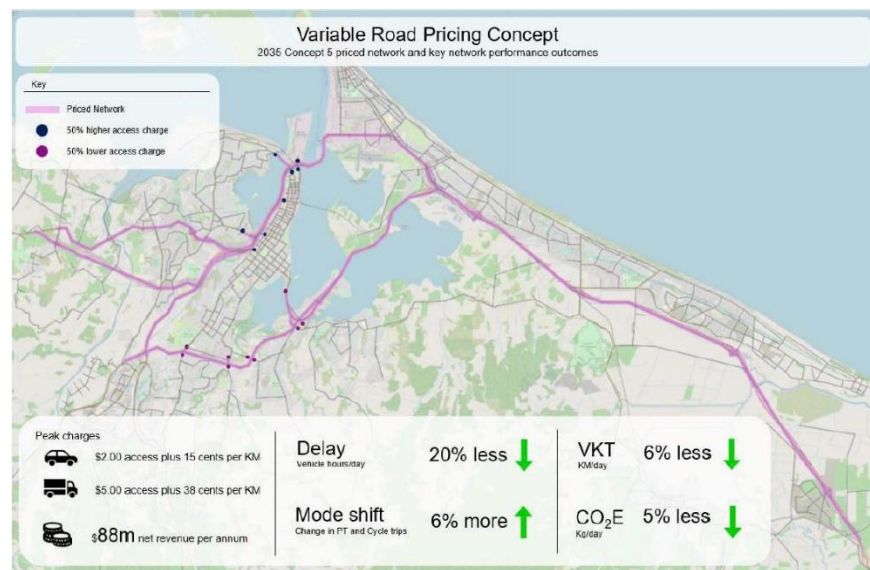 Variable Road Pricing Concept
2035 Concept 5 priced network and key network performance outcomes
Key
Priced Network
50% higher access charge
50% lower access charge
Peak charges
$2.00 access plus 15 cents per KM
$5.00 access plus 38 cents per KM
$88m net revenue per annum
Delay
Vehicle hours/day
20% less
Mode shift
Change in PT and Cycle trips
6% more
VKT
KM/day
6% less
CO₂E
Kg/day
5% less